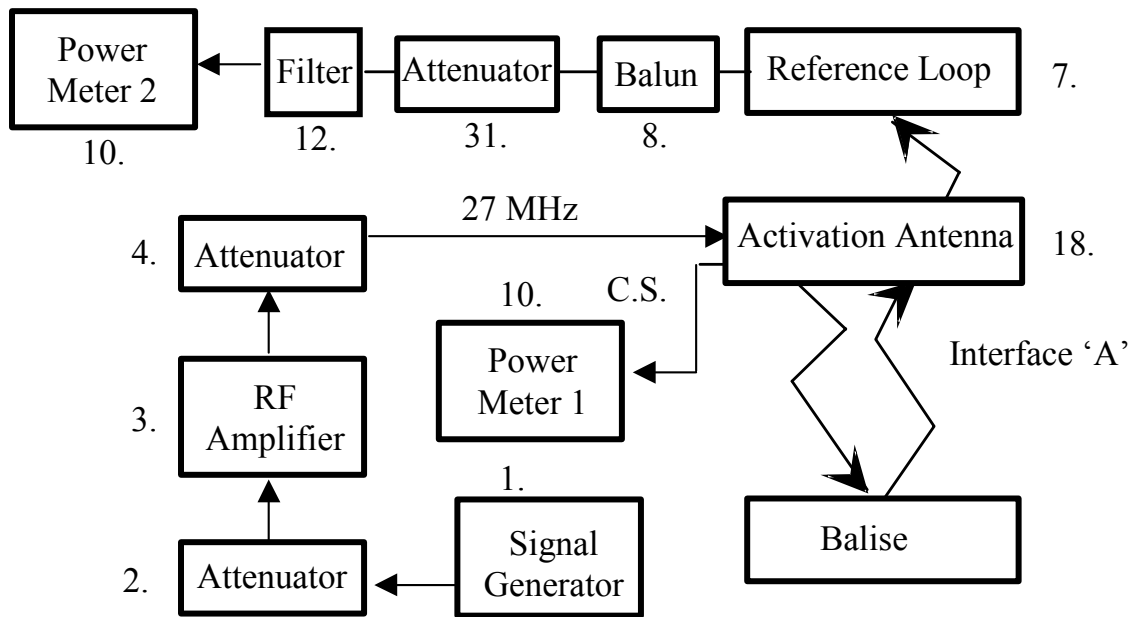 Power
Meter 2
10.
Filter
12.
Attenuator
31.
Balun
8.
Reference Loop
7.
27 MHz
4.
Attenuator
Activation Antenna
18.
C.S.
10.
Power
Meter 1
Interface ‘A’
3.
RF
Amplifier
1.
Signal
Generator
2.
Attenuator
Balise